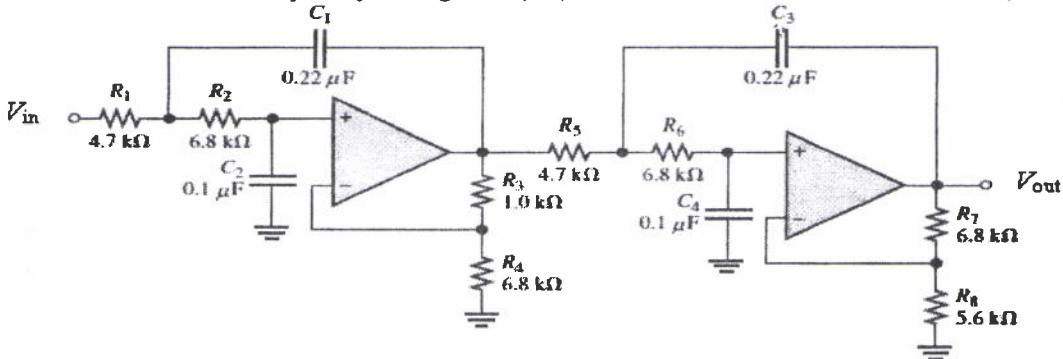 C1
C3
0.22 μF
0.22 μF
Vin
R1
R2
4.7 kΩ
6.8 kΩ
C2
0.1 μF
R3
1.0 kΩ
R4
6.8 kΩ
R5
R6
4.7 kΩ
6.8 kΩ
C4
0.1 μF
Vout
R7
6.8 kΩ
R8
5.6 kΩ